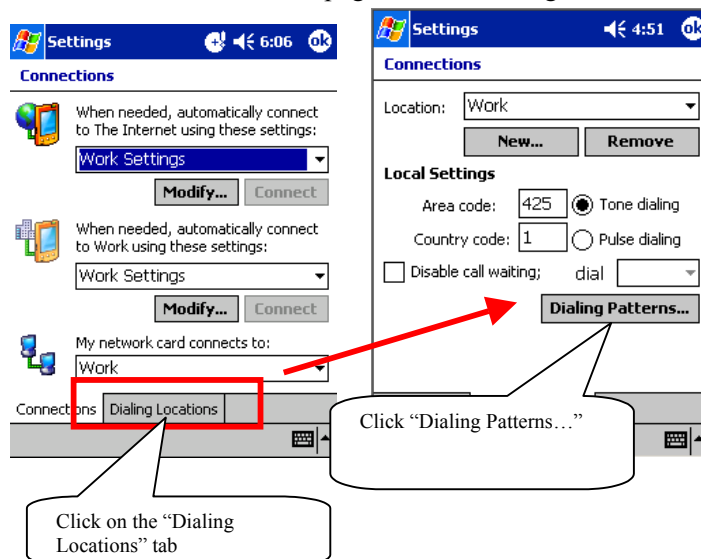 Settings 6:06 ok
Connections
When needed, automatically connect
to The Internet using these settings:
Work Settings
Modify... Connect
When needed, automatically connect
to Work using these settings:
Work Settings
Modify... Connect
My network card connects to:
Work
Connections Dialing Locations
Click on the “Dialing
Locations” tab
Settings 4:51 ok
Connections
Location: Work
New... Remove
Local Settings
Area code: 425 Tone dialing
Country code: 1 Pulse dialing
Disable call waiting; dial
Dialing Patterns...
Click “Dialing Patterns…”